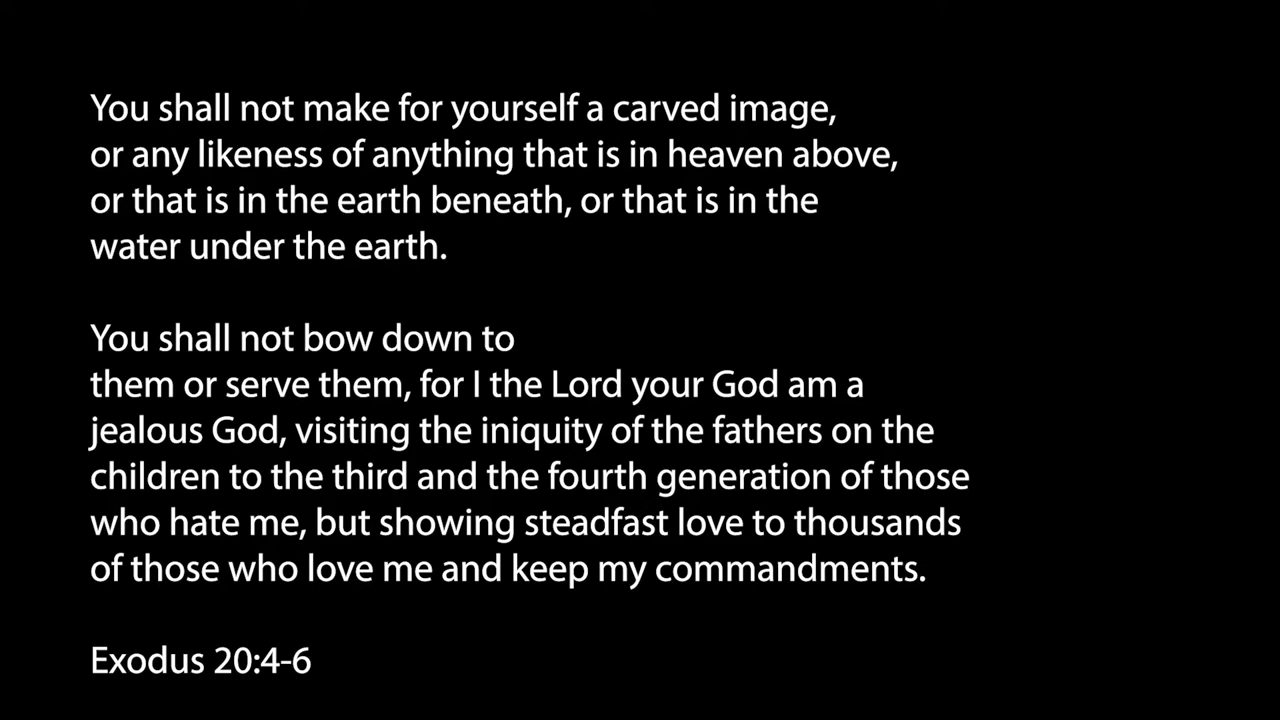 You shall not make for yourself a carved image,
or any likeness of anything that is in heaven above,
or that is in the earth beneath, or that is in the
water under the earth.
You shall not bow down to
them or serve them, for I the Lord your God am a
jealous God, visiting the iniquity of the fathers on the
children to the third and the fourth generation of those
who hate me, but showing steadfast love to thousands
of those who love me and keep my commandments.
Exodus 20:4-6